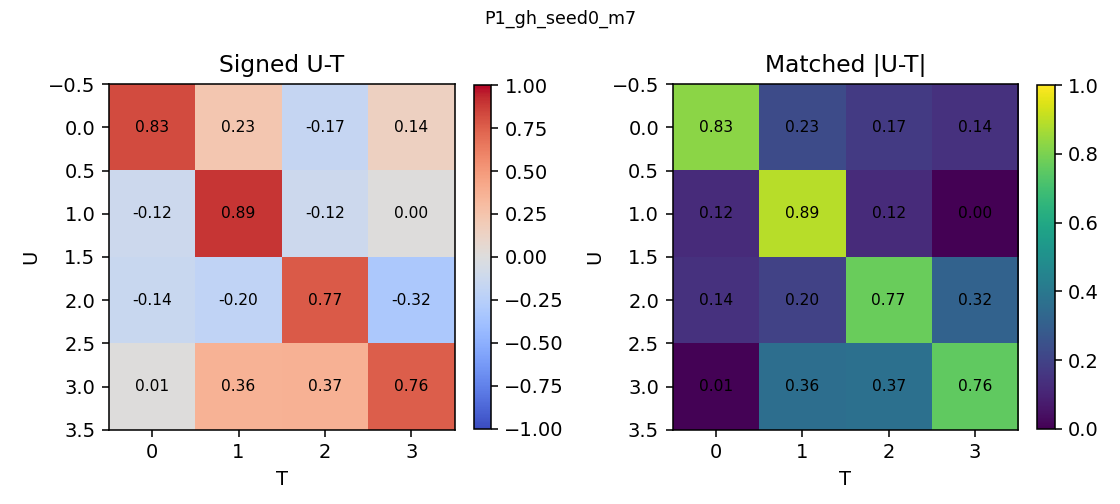 P1_gh_seed0_m7
Signed U-T
−0.5
0.0
0.5
1.0
1.5
2.0
2.5
3.0
3.5
U
0.83 0.23 -0.17 0.14
-0.12 0.89 -0.12 0.00
-0.14 -0.20 0.77 -0.32
0.01 0.36 0.37 0.76
0 1 2 3
T
1.00
0.75
0.50
0.25
0.00
−0.25
−0.50
−0.75
−1.00
Matched |U-T|
−0.5
0.0
0.5
1.0
1.5
2.0
2.5
3.0
3.5
U
0.83 0.23 0.17 0.14
0.12 0.89 0.12 0.00
0.14 0.20 0.77 0.32
0.01 0.36 0.37 0.76
0 1 2 3
T
1.0
0.8
0.6
0.4
0.2
0.0